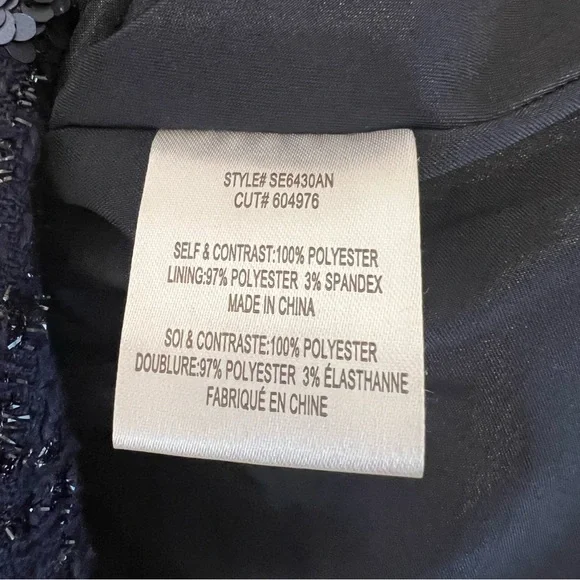 STYLE# SE6430AN
CUT# 604976
SELF & CONTRAST:100% POLYESTER
LINING:97% POLYESTER 3% SPANDEX
MADE IN CHINA
SOI & CONTRASTE:100% POLYESTER
DOUBLURE:97% POLYESTER 3% ÉLASTHANNE
FABRIQUÉ EN CHINE